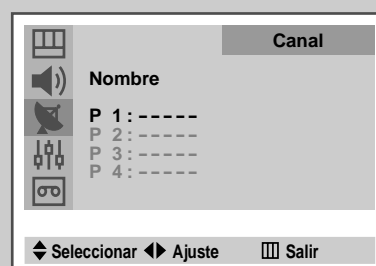 Canal
Nombre
P 1 : - - - - -
P 2 : - - - - -
P 3 : - - - - -
P 4 : - - - - -
Seleccionar Ajuste Salir